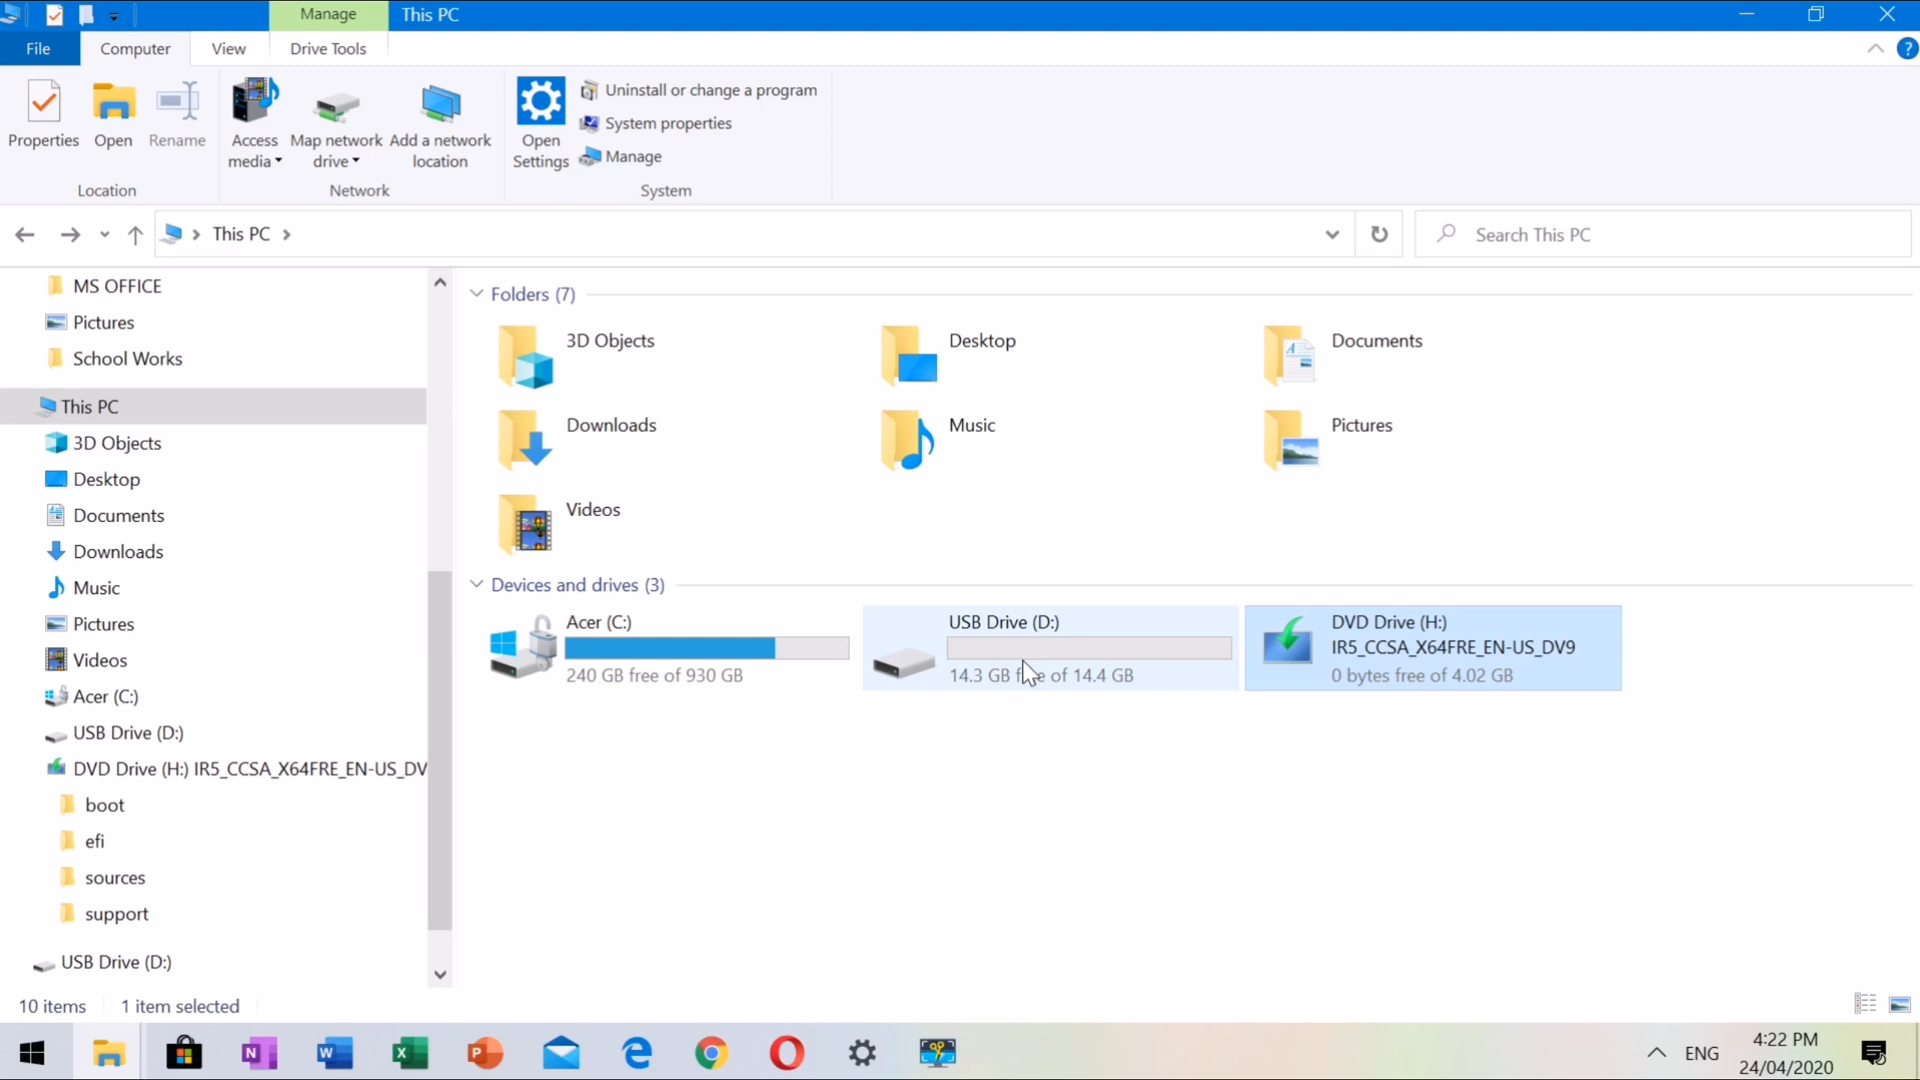 Manage
This PC
File
Computer
View
Drive Tools
Properties
Open
Rename
Access media
Map network drive
Add a network location
Open Settings
Uninstall or change a program
System properties
Manage
Location
Network
System
This PC
Search This PC
MS OFFICE
Pictures
School Works
This PC
3D Objects
Desktop
Documents
Downloads
Music
Pictures
Videos
Acer (C:)
USB Drive (D:)
DVD Drive (H:) IR5_CCSA_X64FRE_EN-US_DV
boot
efi
sources
support
USB Drive (D:)
Folders (7)
3D Objects
Desktop
Documents
Downloads
Music
Pictures
Videos
Devices and drives (3)
Acer (C:)
240 GB free of 930 GB
USB Drive (D:)
14.3 GB free of 14.4 GB
DVD Drive (H:)
IR5_CCSA_X64FRE_EN-US_DV9
0 bytes free of 4.02 GB
10 items
1 item selected
ENG
4:22 PM
24/04/2020